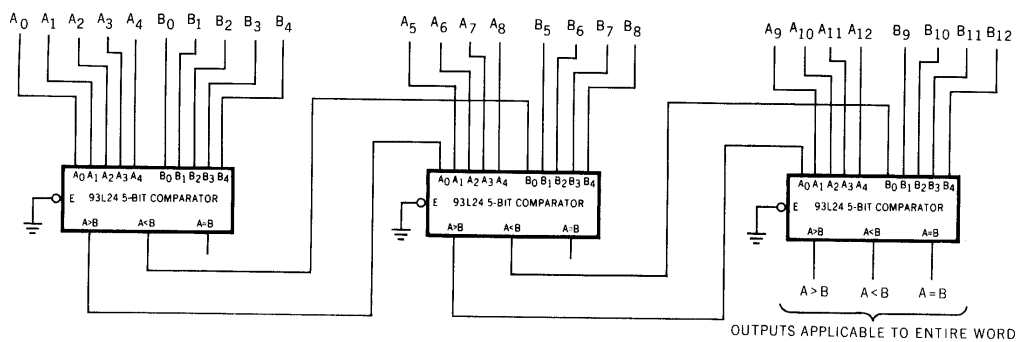 A0 A1 A2 A3 A4 B0 B1 B2 B3 B4
A5 A6 A7 A8 B5 B6 B7 B8
A9 A10 A11 A12 B9 B10 B11 B12
A0 A1 A2 A3 A4 B0 B1 B2 B3 B4
E 93L24 5-BIT COMPARATOR
A>B A<B A=B
A0 A1 A2 A3 A4 B0 B1 B2 B3 B4
E 93L24 5-BIT COMPARATOR
A>B A<B A=B
A0 A1 A2 A3 A4 B0 B1 B2 B3 B4
E 93L24 5-BIT COMPARATOR
A>B A<B A=B
A>B A<B A=B
OUTPUTS APPLICABLE TO ENTIRE WORD